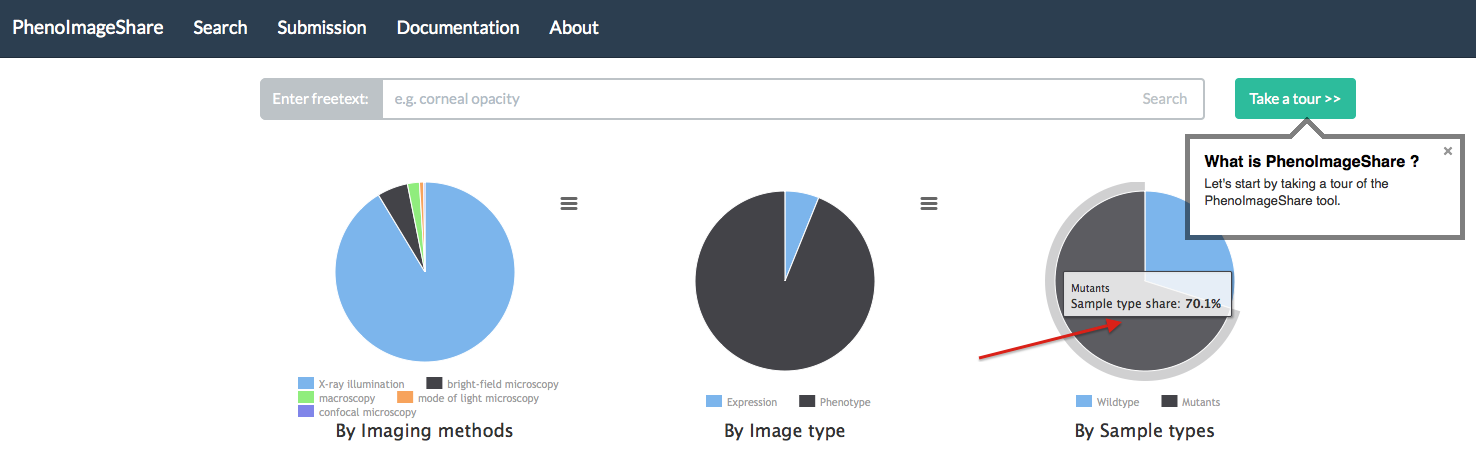 PhenoImageShare Search Submission Documentation About
Enter freetext: e.g. corneal opacity Search Take a tour >>
What is PhenoImageShare ? ×
Let's start by taking a tour of the
PhenoImageShare tool.
Mutants
Sample type share: 70.1%
X-ray illumination bright-field microscopy
macroscopy mode of light microscopy
confocal microscopy
By Imaging methods
Expression Phenotype
By Image type
Wildtype Mutants
By Sample types